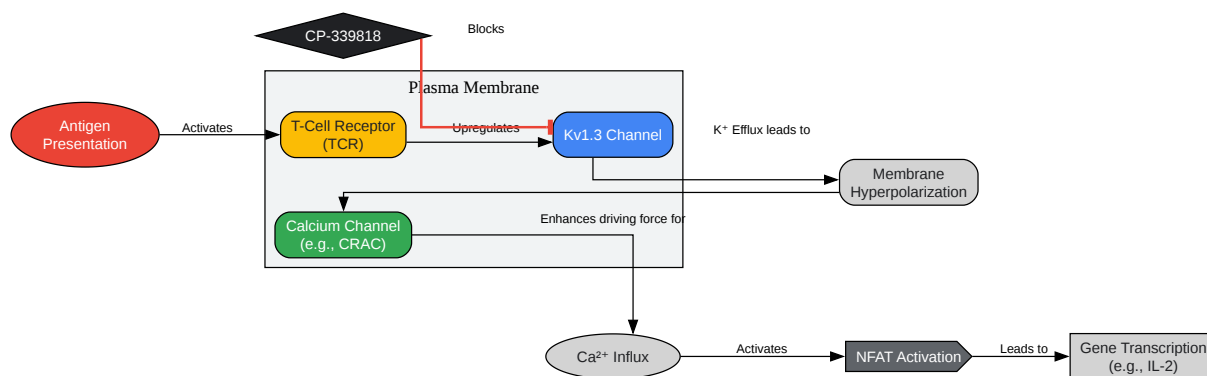 CP-339818
Blocks
Plasma Membrane
Antigen
Presentation
Activates
T-Cell Receptor
(TCR)
Upregulates
Kv1.3 Channel
K⁺ Efflux leads to
Membrane
Hyperpolarization
Calcium Channel
(e.g., CRAC)
Enhances driving force for
Ca²⁺ Influx
Activates
NFAT Activation
Leads to
Gene Transcription
(e.g., IL-2)